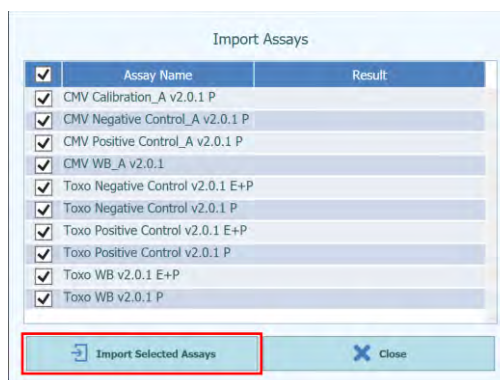 Import Assays
Assay Name Result
CMV Calibration_A v2.0.1 P
CMV Negative Control_A v2.0.1 P
CMV Positive Control_A v2.0.1 P
CMV WB_A v2.0.1
Toxo Negative Control v2.0.1 E+P
Toxo Negative Control v2.0.1 P
Toxo Positive Control v2.0.1 E+P
Toxo Positive Control v2.0.1 P
Toxo WB v2.0.1 E+P
Toxo WB v2.0.1 P
Import Selected Assays Close